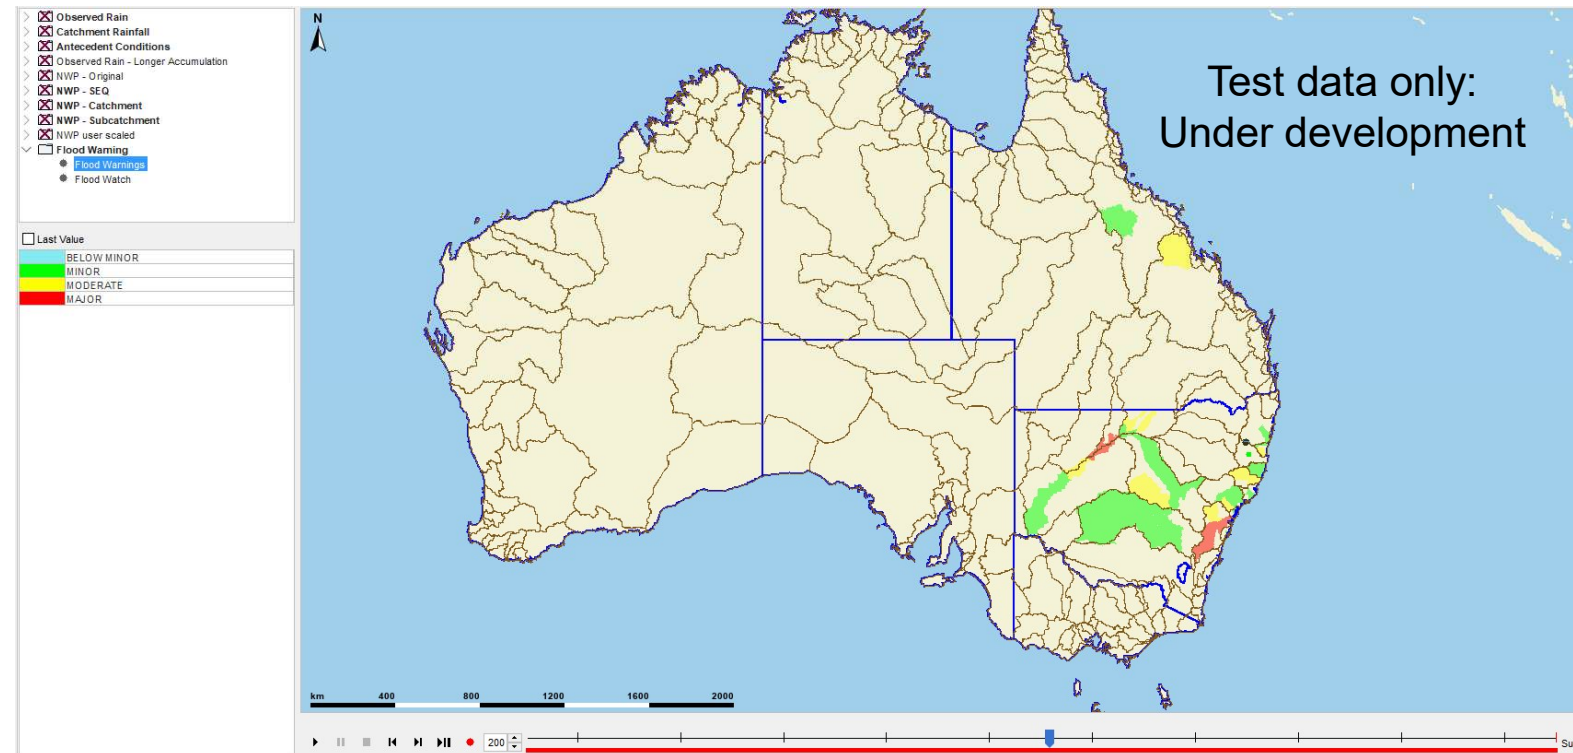 Observed Rain
Catchment Rainfall
Antecedent Conditions
Observed Rain - Longer Accumulation
NWP - Original
NWP - SEQ
NWP - Catchment
NWP - Subcatchment
NWP user scaled
Flood Warning
Flood Warnings
Flood Watch
Last Value
BELOW MINOR
MINOR
MODERATE
MAJOR
N
Test data only:
Under development
km 400 800 1200 1600 2000
200
Su